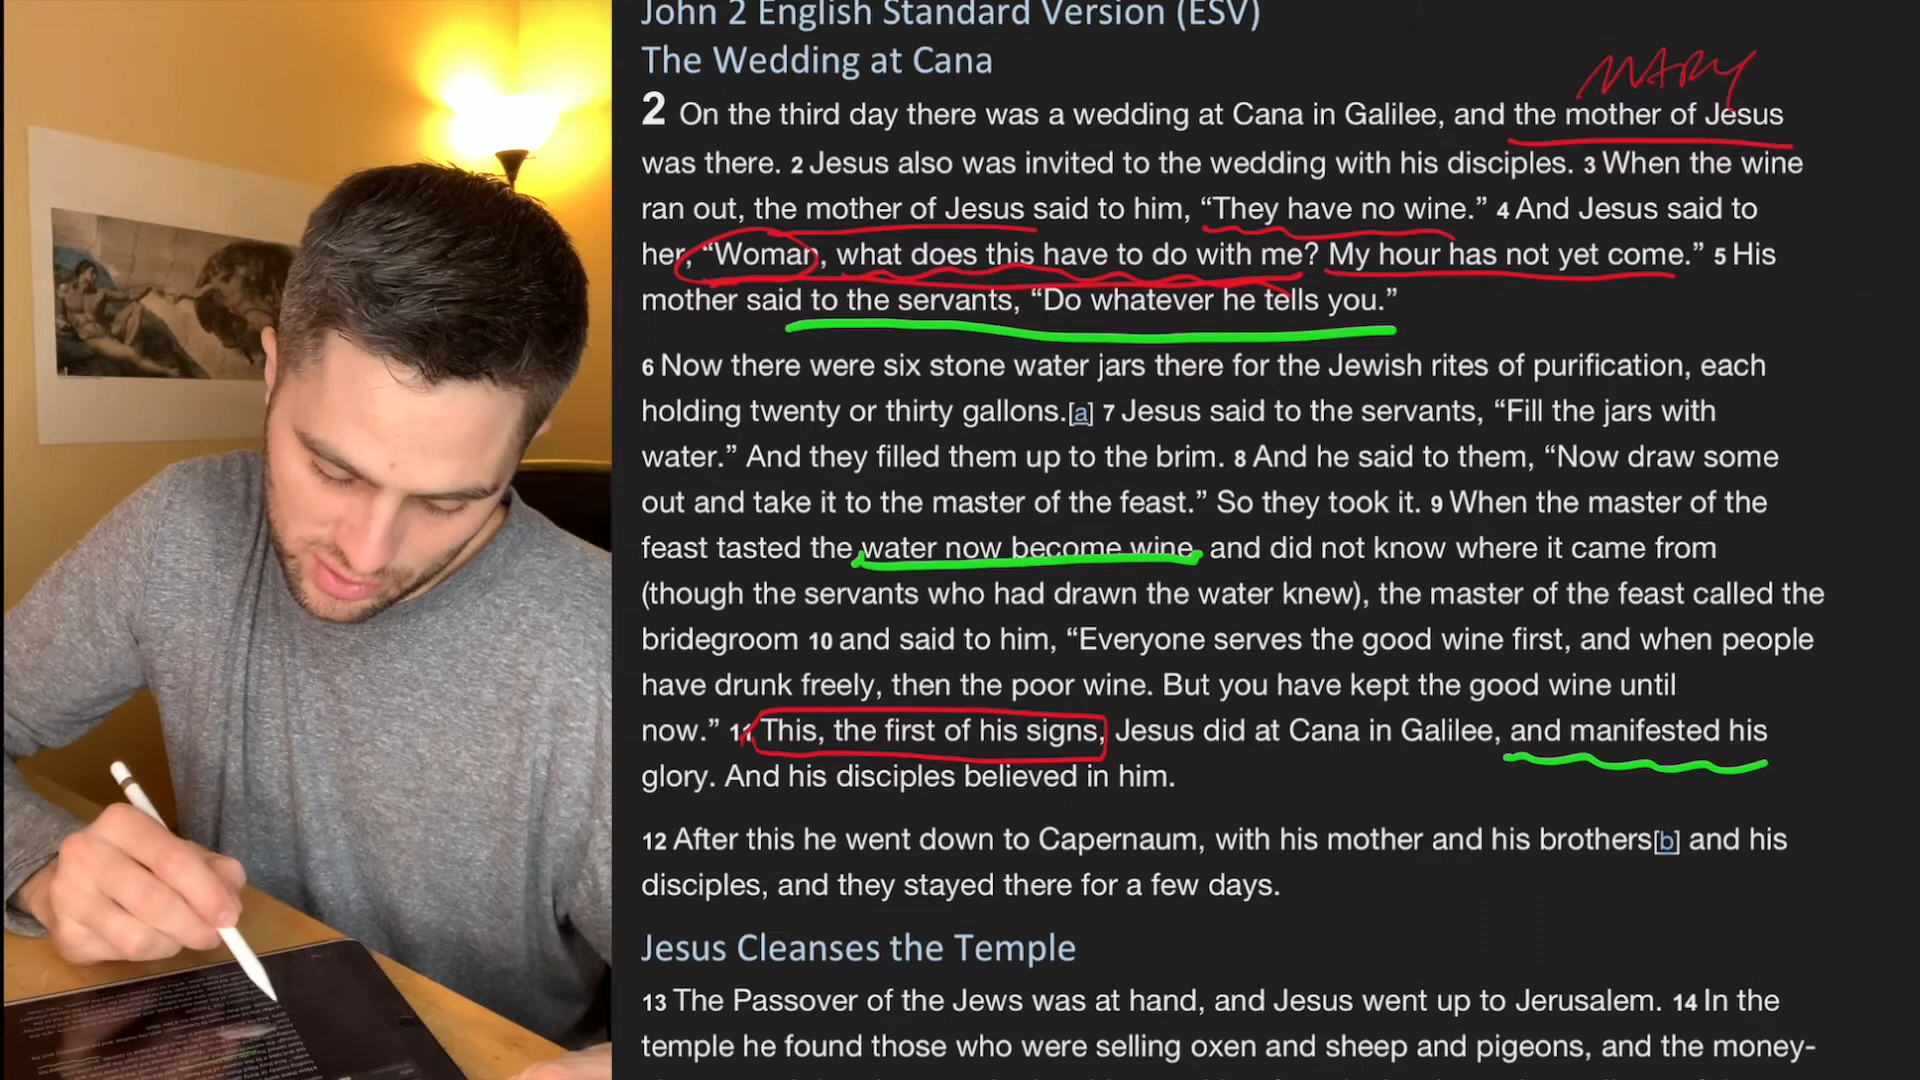 John 2 English Standard Version (ESV)
The Wedding at Cana
MARY
2 On the third day there was a wedding at Cana in Galilee, and the mother of Jesus
was there. 2 Jesus also was invited to the wedding with his disciples. 3 When the wine
ran out, the mother of Jesus said to him, “They have no wine.” 4 And Jesus said to
her, “Woman, what does this have to do with me? My hour has not yet come.” 5 His
mother said to the servants, “Do whatever he tells you.”
6 Now there were six stone water jars there for the Jewish rites of purification, each
holding twenty or thirty gallons.[a] 7 Jesus said to the servants, “Fill the jars with
water.” And they filled them up to the brim. 8 And he said to them, “Now draw some
out and take it to the master of the feast.” So they took it. 9 When the master of the
feast tasted the water now become wine, and did not know where it came from
(though the servants who had drawn the water knew), the master of the feast called the
bridegroom 10 and said to him, “Everyone serves the good wine first, and when people
have drunk freely, then the poor wine. But you have kept the good wine until
now.” 11 This, the first of his signs, Jesus did at Cana in Galilee, and manifested his
glory. And his disciples believed in him.
12 After this he went down to Capernaum, with his mother and his brothers[b] and his
disciples, and they stayed there for a few days.
Jesus Cleanses the Temple
13 The Passover of the Jews was at hand, and Jesus went up to Jerusalem. 14 In the
temple he found those who were selling oxen and sheep and pigeons, and the money-